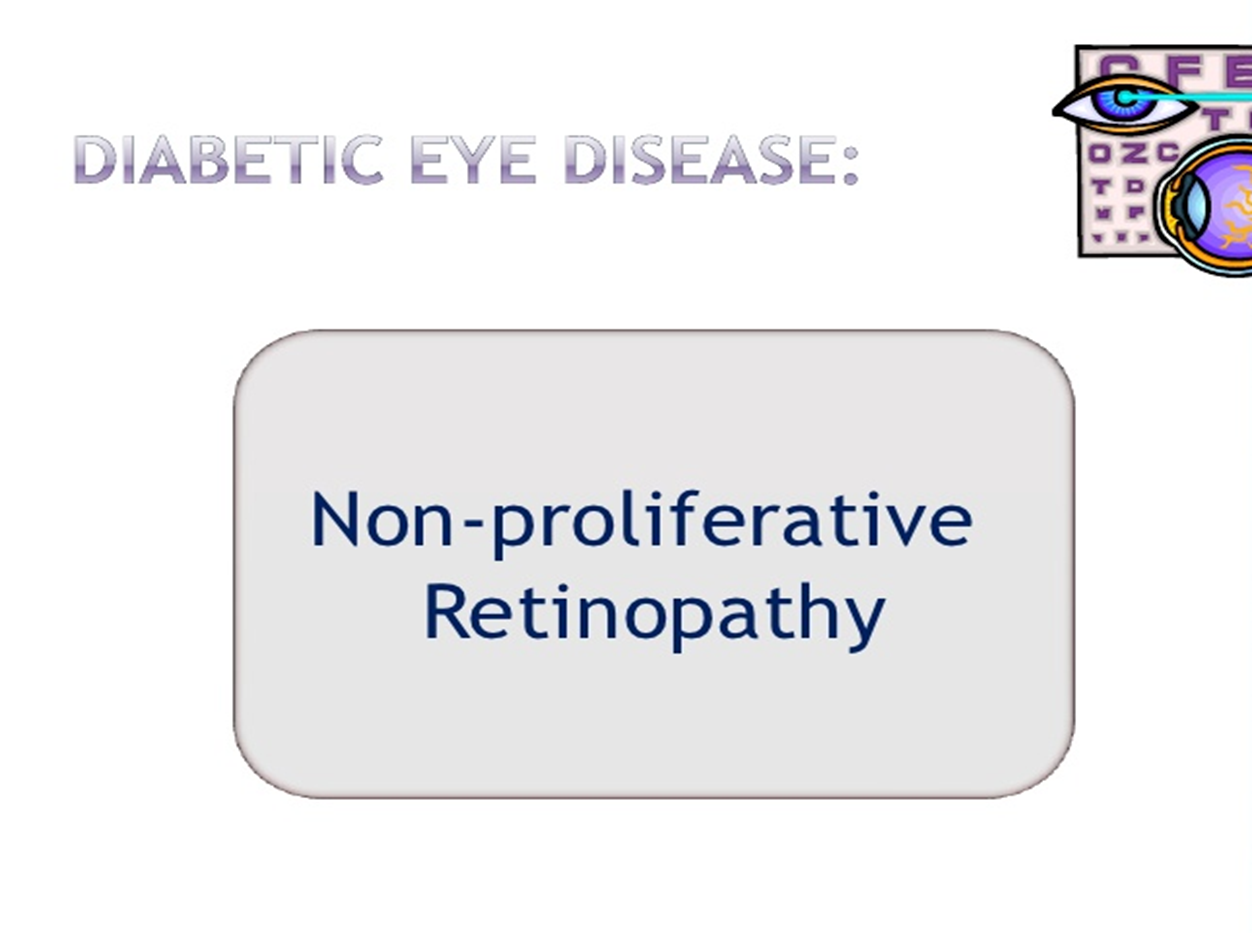 DIABETIC EYE DISEASE:
C F E
T
O Z C
T D
Non-proliferative
Retinopathy